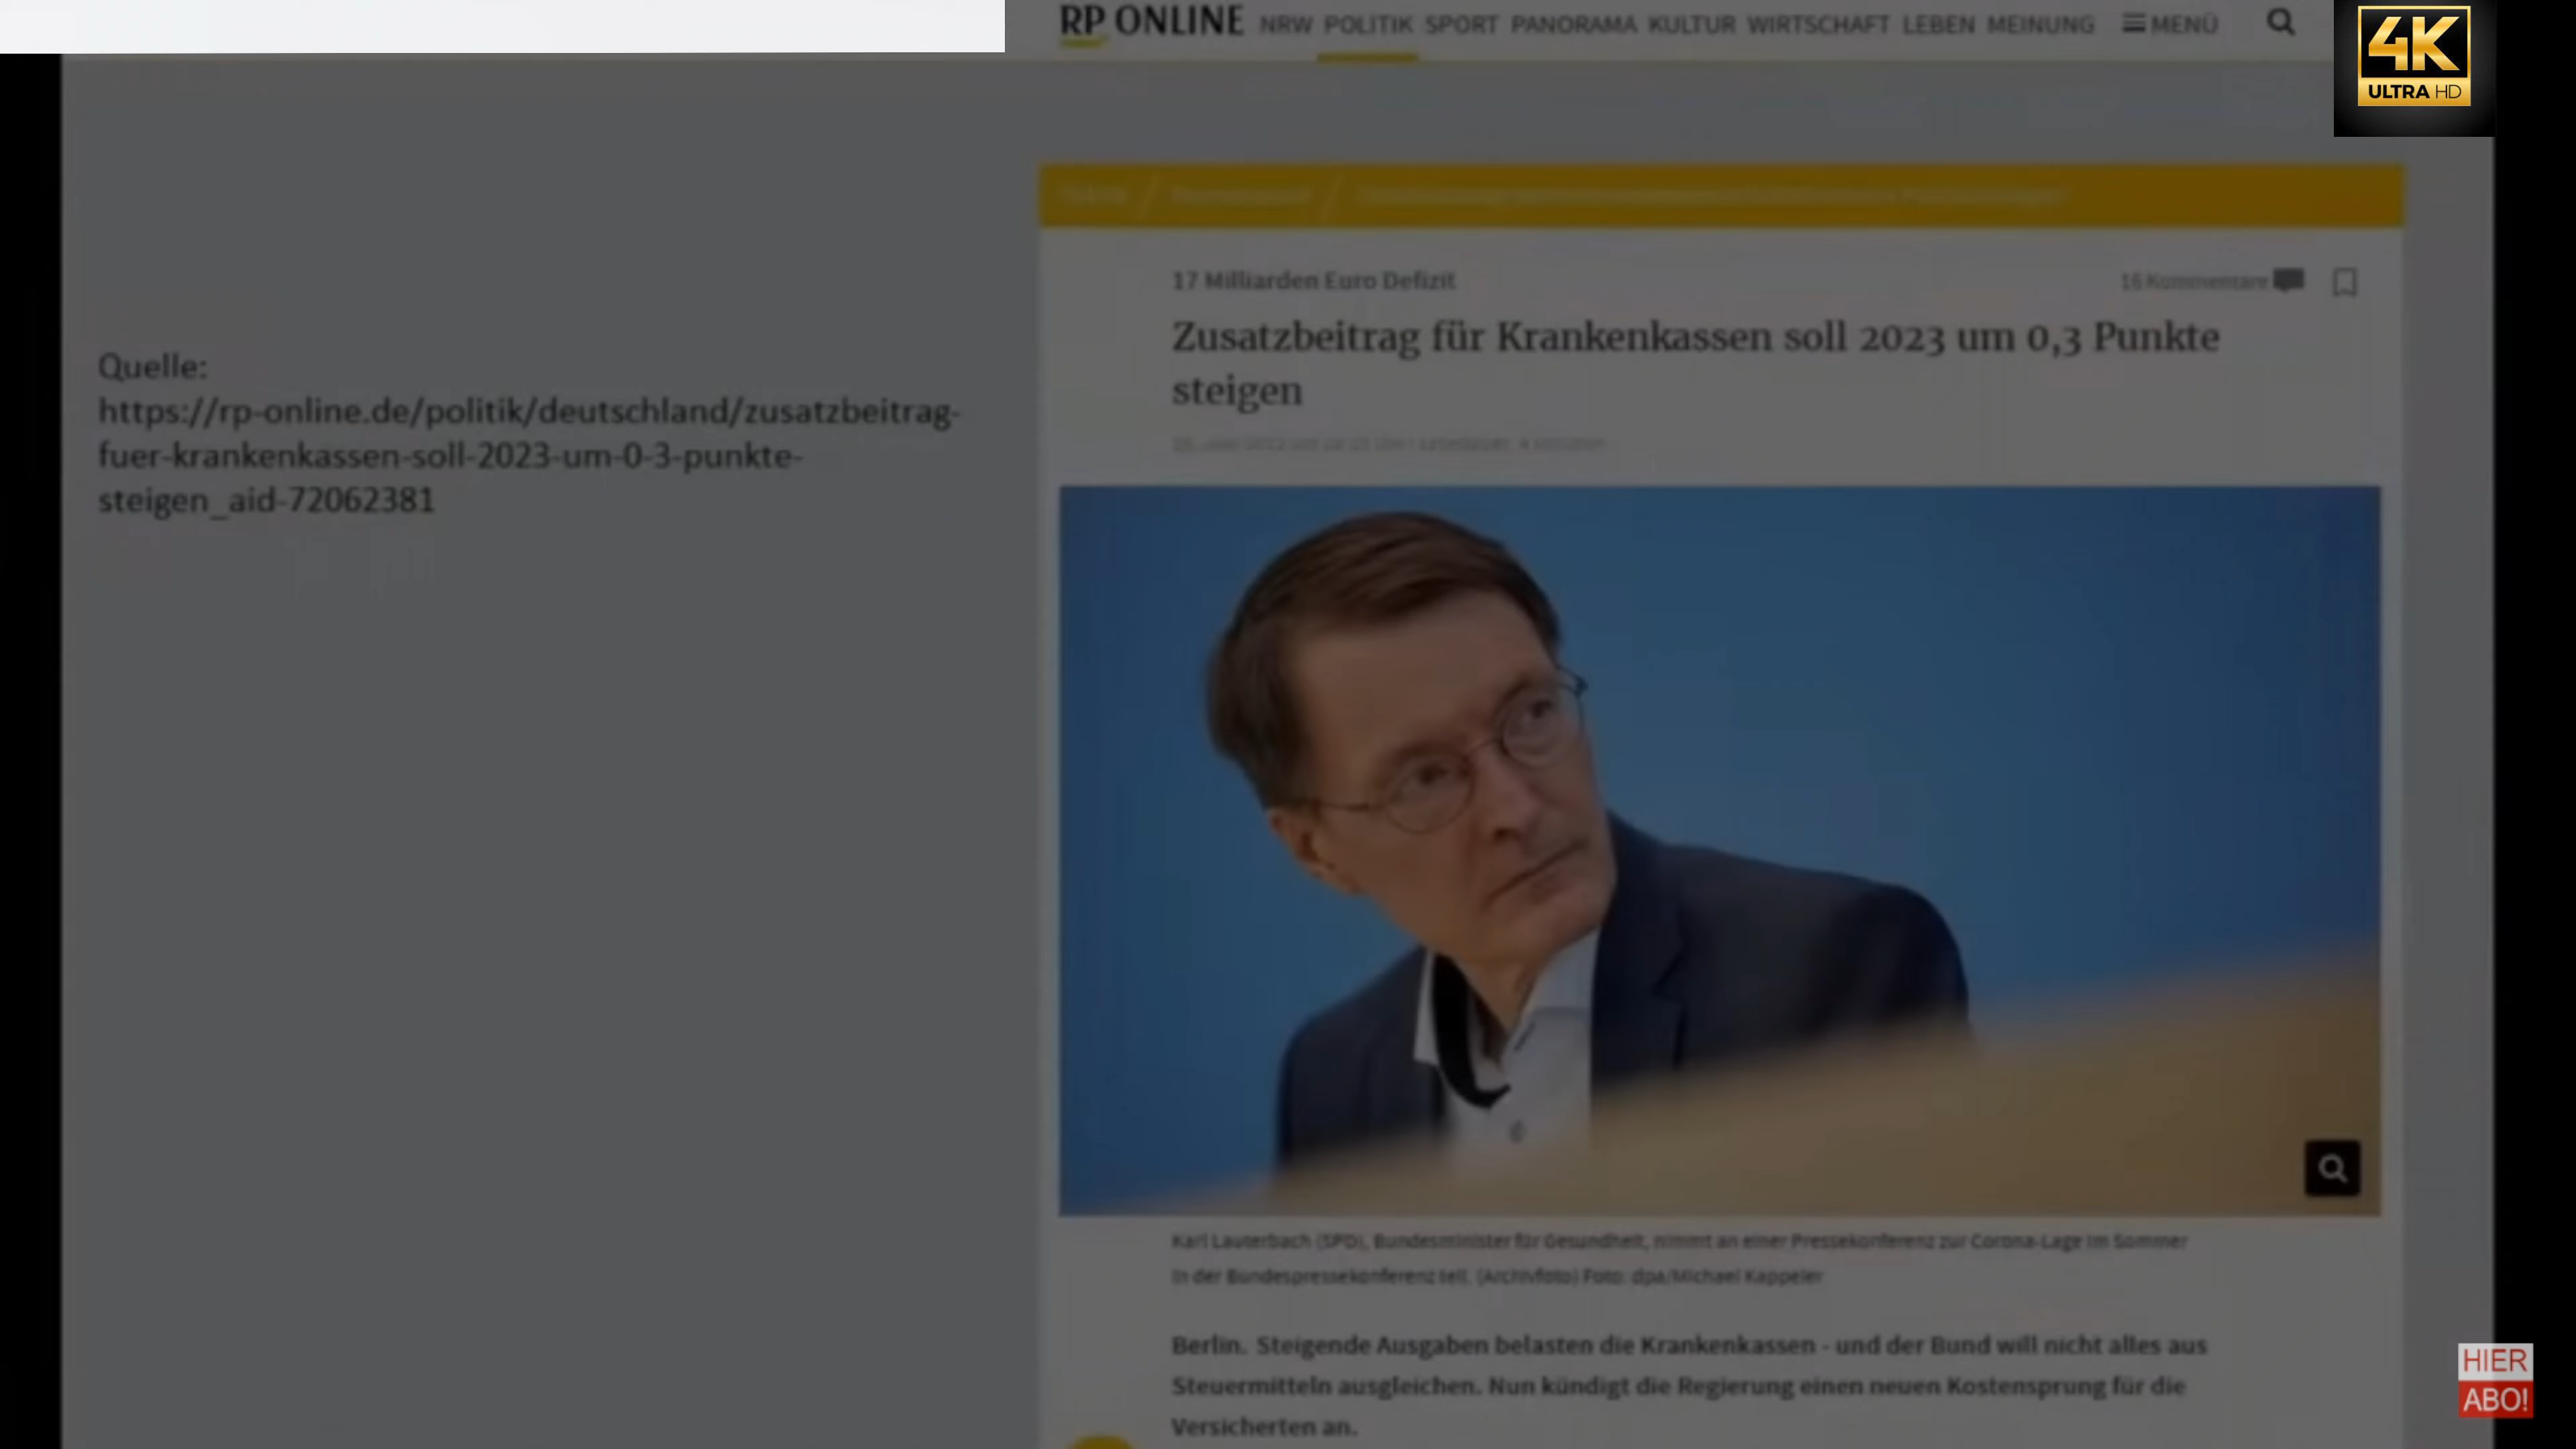 RP ONLINE NRW POLITIK SPORT PANORAMA KULTUR WIRTSCHAFT LEBEN MEINUNG MENÜ
4K
ULTRA HD
17 Milliarden Euro Defizit
16 Kommentare
Zusatzbeitrag für Krankenkassen soll 2023 um 0,3 Punkte
steigen
Quelle:
https://rp-online.de/politik/deutschland/zusatzbeitrag-
fuer-krankenkassen-soll-2023-um-0-3-punkte-
steigen_aid-72062381
Karl Lauterbach (SPD), Bundesminister für Gesundheit, nimmt an einer Pressekonferenz zur Corona-Lage im Sommer
in der Bundespressekonferenz teil. (Archivfoto) Foto: dpa/Michael Kappeler
Berlin. Steigende Ausgaben belasten die Krankenkassen - und der Bund will nicht alles aus
Steuermitteln ausgleichen. Nun kündigt die Regierung einen neuen Kostensprung für die
Versicherten an.
HIER
ABO!